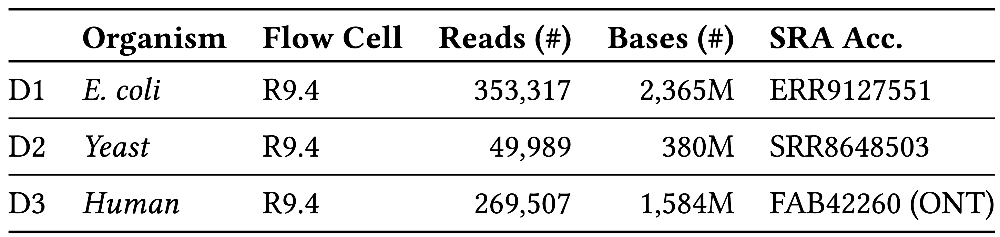 Organism Flow Cell Reads (#) Bases (#) SRA Acc.
D1 E. coli R9.4 353,317 2,365M ERR9127551
D2 Yeast R9.4 49,989 380M SRR8648503
D3 Human R9.4 269,507 1,584M FAB42260 (ONT)